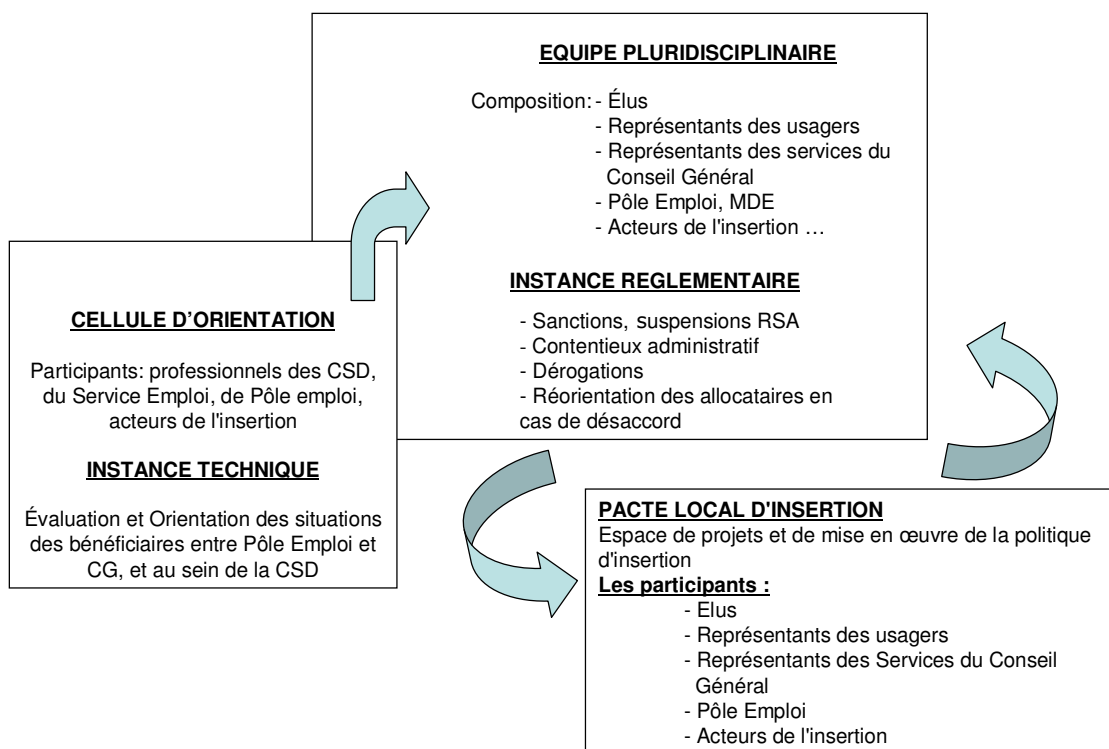 EQUIPE PLURIDISCIPLINAIRE
Composition: - Élus
- Représentants des usagers
- Représentants des services du
Conseil Général
- Pôle Emploi, MDE
- Acteurs de l'insertion …
INSTANCE REGLEMENTAIRE
- Sanctions, suspensions RSA
- Contentieux administratif
- Dérogations
- Réorientation des allocataires en
cas de désaccord
CELLULE D'ORIENTATION
Participants: professionnels des CSD,
du Service Emploi, de Pôle emploi,
acteurs de l'insertion
INSTANCE TECHNIQUE
Évaluation et Orientation des situations
des bénéficiaires entre Pôle Emploi et
CG, et au sein de la CSD
PACTE LOCAL D'INSERTION
Espace de projets et de mise en œuvre de la politique
d'insertion
Les participants :
- Elus
- Représentants des usagers
- Représentants des Services du Conseil
Général
- Pôle Emploi
- Acteurs de l'insertion